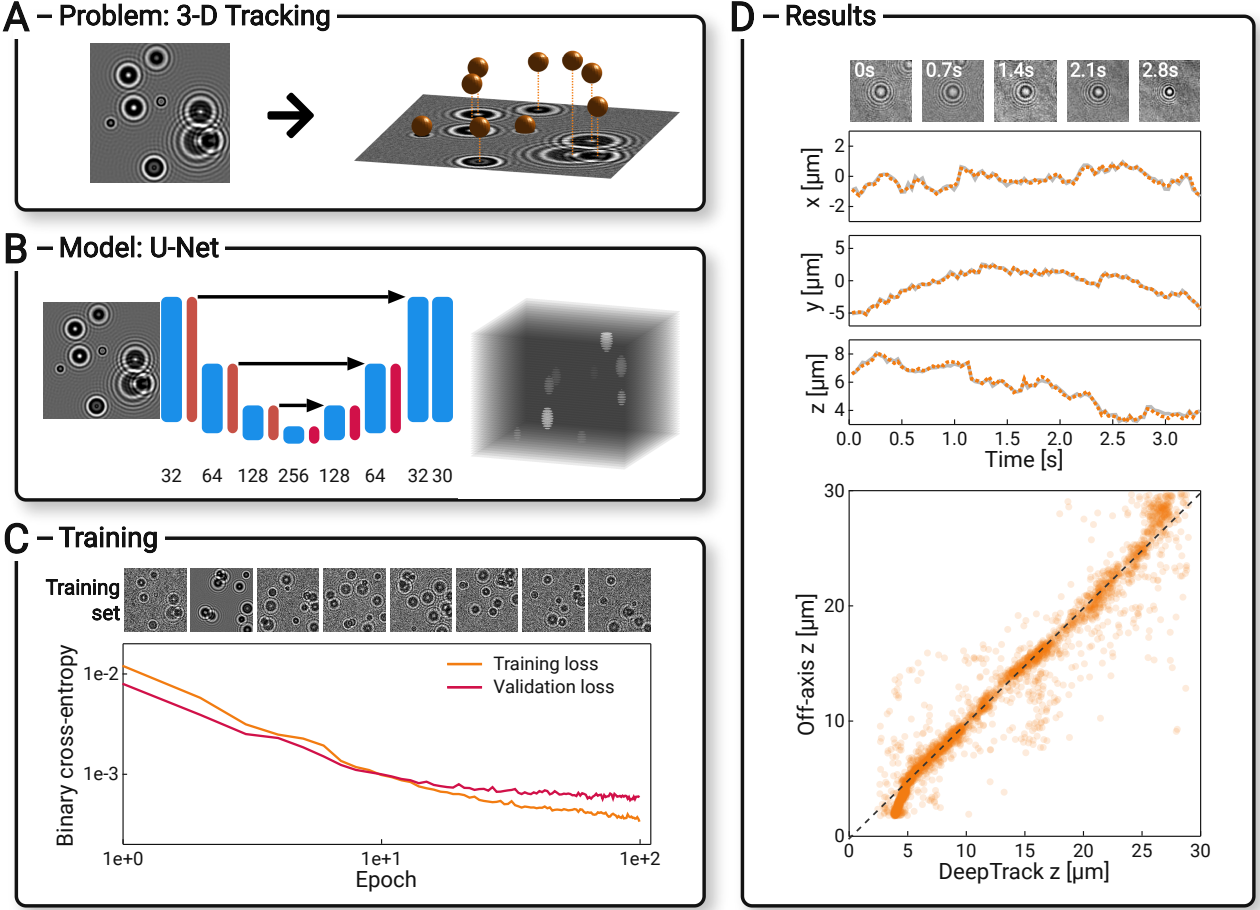 A – Problem: 3-D Tracking
B – Model: U-Net
32 64 128 256 128 64 32 30
C – Training
Training
set
Binary cross-entropy
1e-2
1e-3
Training loss
Validation loss
1e+0 1e+1 1e+2
Epoch
D – Results
0s 0.7s 1.4s 2.1s 2.8s
x [µm]
2
0
-2
y [µm]
5
0
-5
z [µm]
8
6
4
0.0 0.5 1.0 1.5 2.0 2.5 3.0
Time [s]
Off-axis z [µm]
30
20
10
0
0 5 10 15 20 25 30
DeepTrack z [µm]